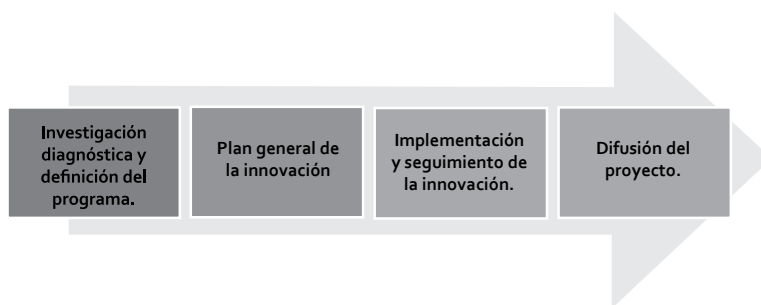 Investigación
diagnóstica y
definición del
programa.
Plan general de
la innovación
Implementación
y seguimiento de
la innovación.
Difusión del
proyecto.